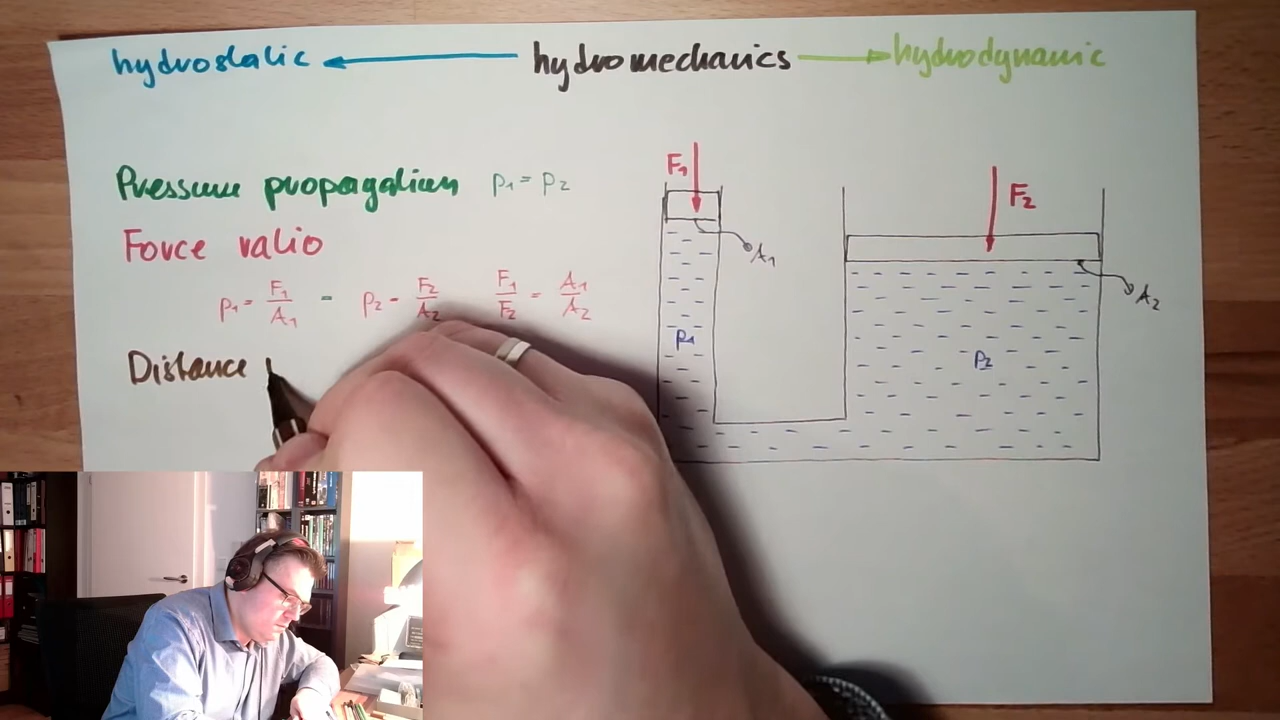 hydrostatic hydromechanics hydrodynamic
Pressure propagation p1 = p2
Force ratio
p1 = F1/A1 = p2 = F2/A2 F1/F2 = A1/A2
Distance
F1
F2
A1
A2
p1
p2